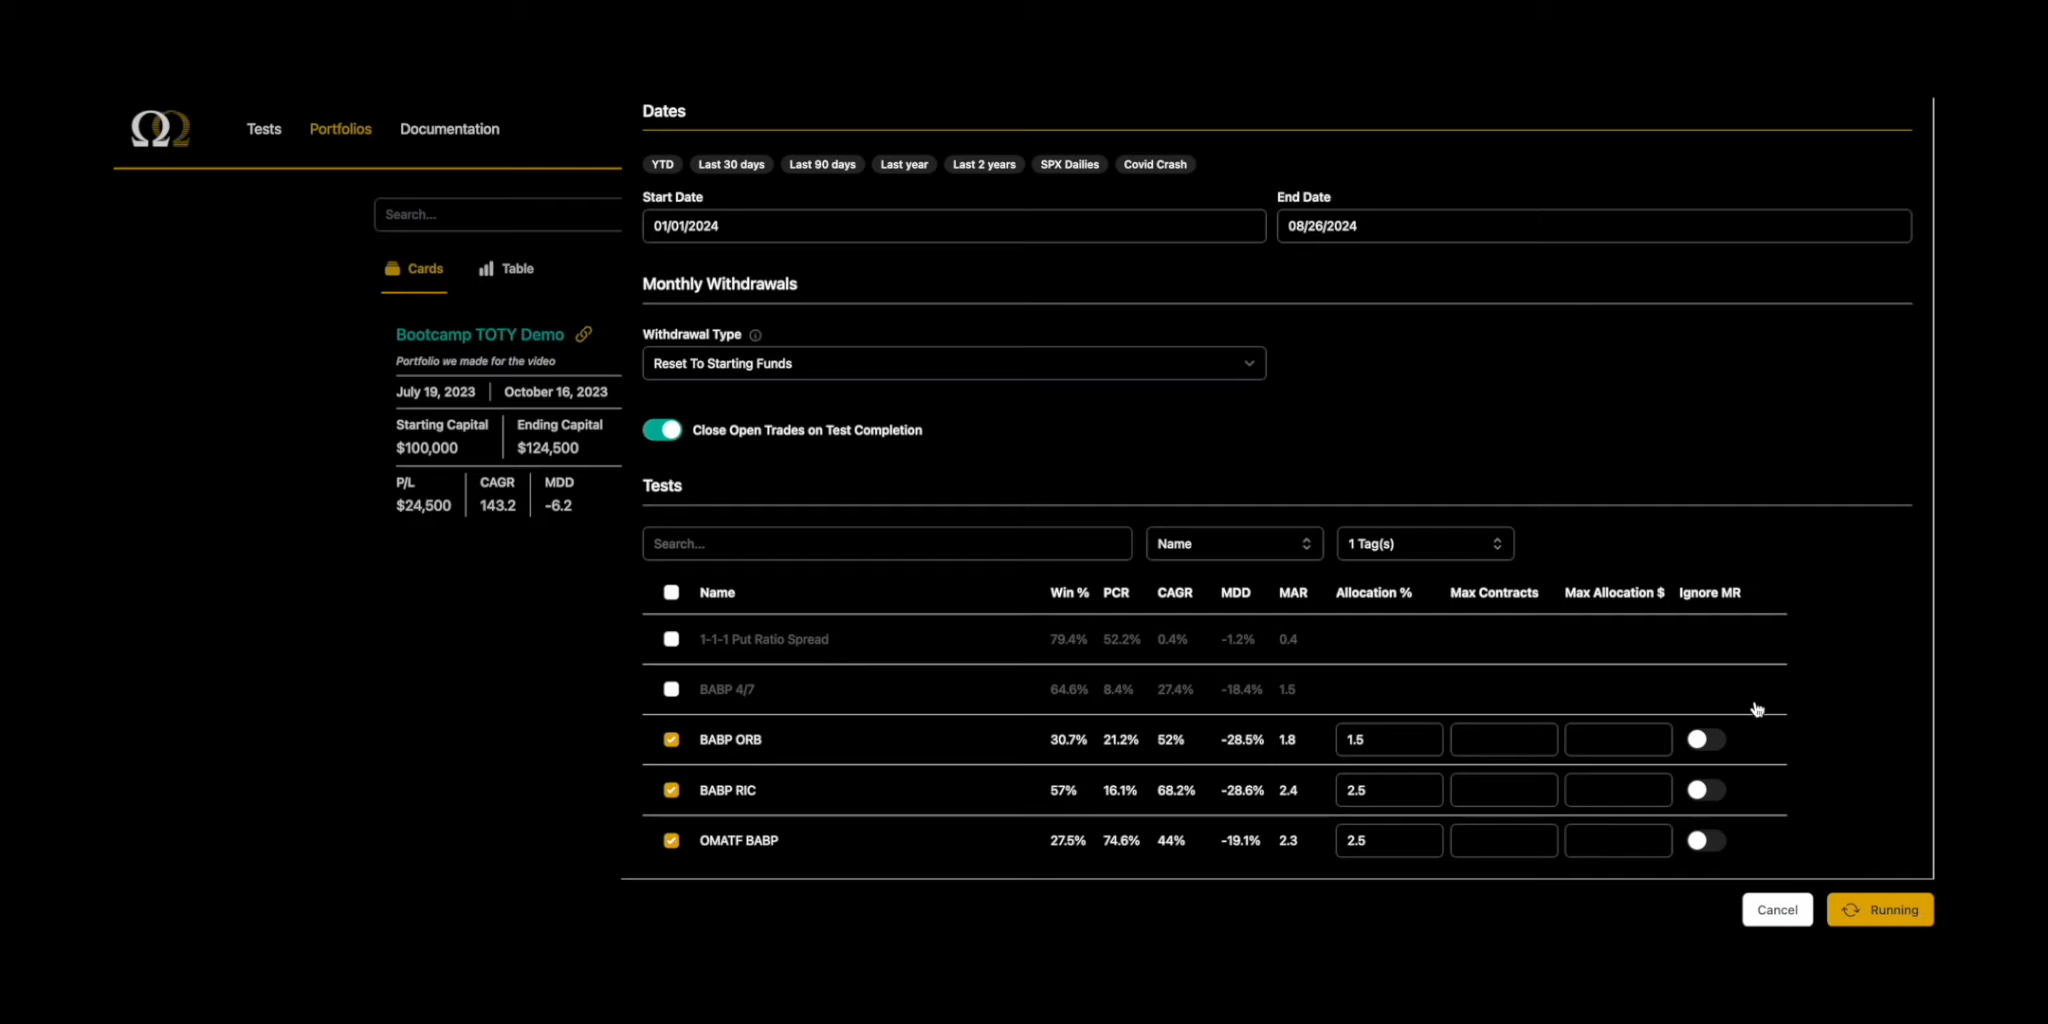 Tests Portfolios Documentation
Search...
Cards Table
Bootcamp TOTY Demo
Portfolio we made for the video
July 19, 2023 October 16, 2023
Starting Capital Ending Capital
$100,000 $124,500
P/L CAGR MDD
$24,500 143.2 -6.2
Dates
YTD Last 30 days Last 90 days Last year Last 2 years SPX Dailies Covid Crash
Start Date End Date
01/01/2024 08/26/2024
Monthly Withdrawals
Withdrawal Type
Reset To Starting Funds
Close Open Trades on Test Completion
Tests
Search... Name 1 Tag(s)
Name Win % PCR CAGR MDD MAR Allocation % Max Contracts Max Allocation $ Ignore MR
1-1-1 Put Ratio Spread 79.4% 52.2% 0.4% -1.2% 0.4
BABP 4/7 64.6% 8.4% 27.4% -18.4% 1.5
BABP ORB 30.7% 21.2% 52% -28.5% 1.8 1.5
BABP RIC 57% 16.1% 68.2% -28.6% 2.4 2.5
OMATF BABP 27.5% 74.6% 44% -19.1% 2.3 2.5
Cancel Running